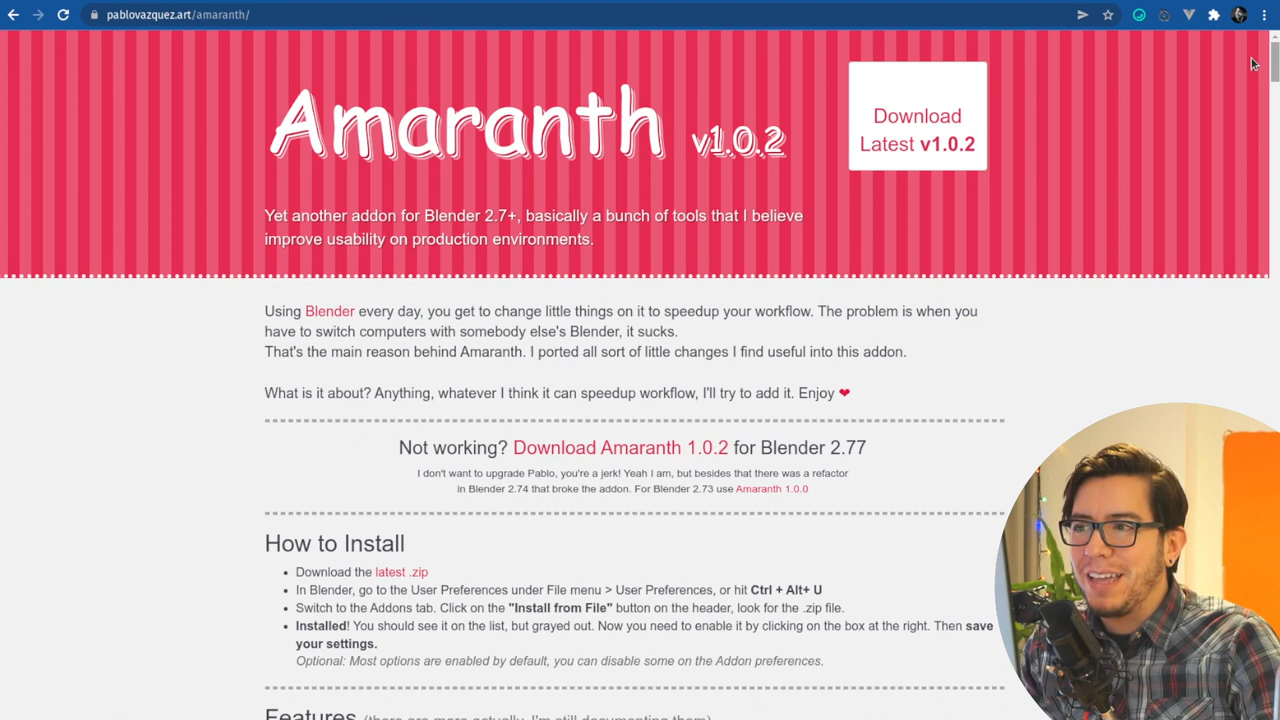 pablovazquez.art/amaranth/
Amaranth v1.0.2
Download
Latest v1.0.2
Yet another addon for Blender 2.7+, basically a bunch of tools that I believe
improve usability on production environments.
Using Blender every day, you get to change little things on it to speedup your workflow. The problem is when you
have to switch computers with somebody else's Blender, it sucks.
That's the main reason behind Amaranth. I ported all sort of little changes I find useful into this addon.
What is it about? Anything, whatever I think it can speedup workflow, I'll try to add it. Enjoy ❤
Not working? Download Amaranth 1.0.2 for Blender 2.77
I don't want to upgrade Pablo, you're a jerk! Yeah I am, but besides that there was a refactor
in Blender 2.74 that broke the addon. For Blender 2.73 use Amaranth 1.0.0
How to Install
• Download the latest .zip
• In Blender, go to the User Preferences under File menu > User Preferences, or hit Ctrl + Alt+ U
• Switch to the Addons tab. Click on the "Install from File" button on the header, look for the .zip file.
• Installed! You should see it on the list, but grayed out. Now you need to enable it by clicking on the box at the right. Then save
your settings.
Optional: Most options are enabled by default, you can disable some on the Addon preferences.
Features (there are more actually, I'm still documenting them)